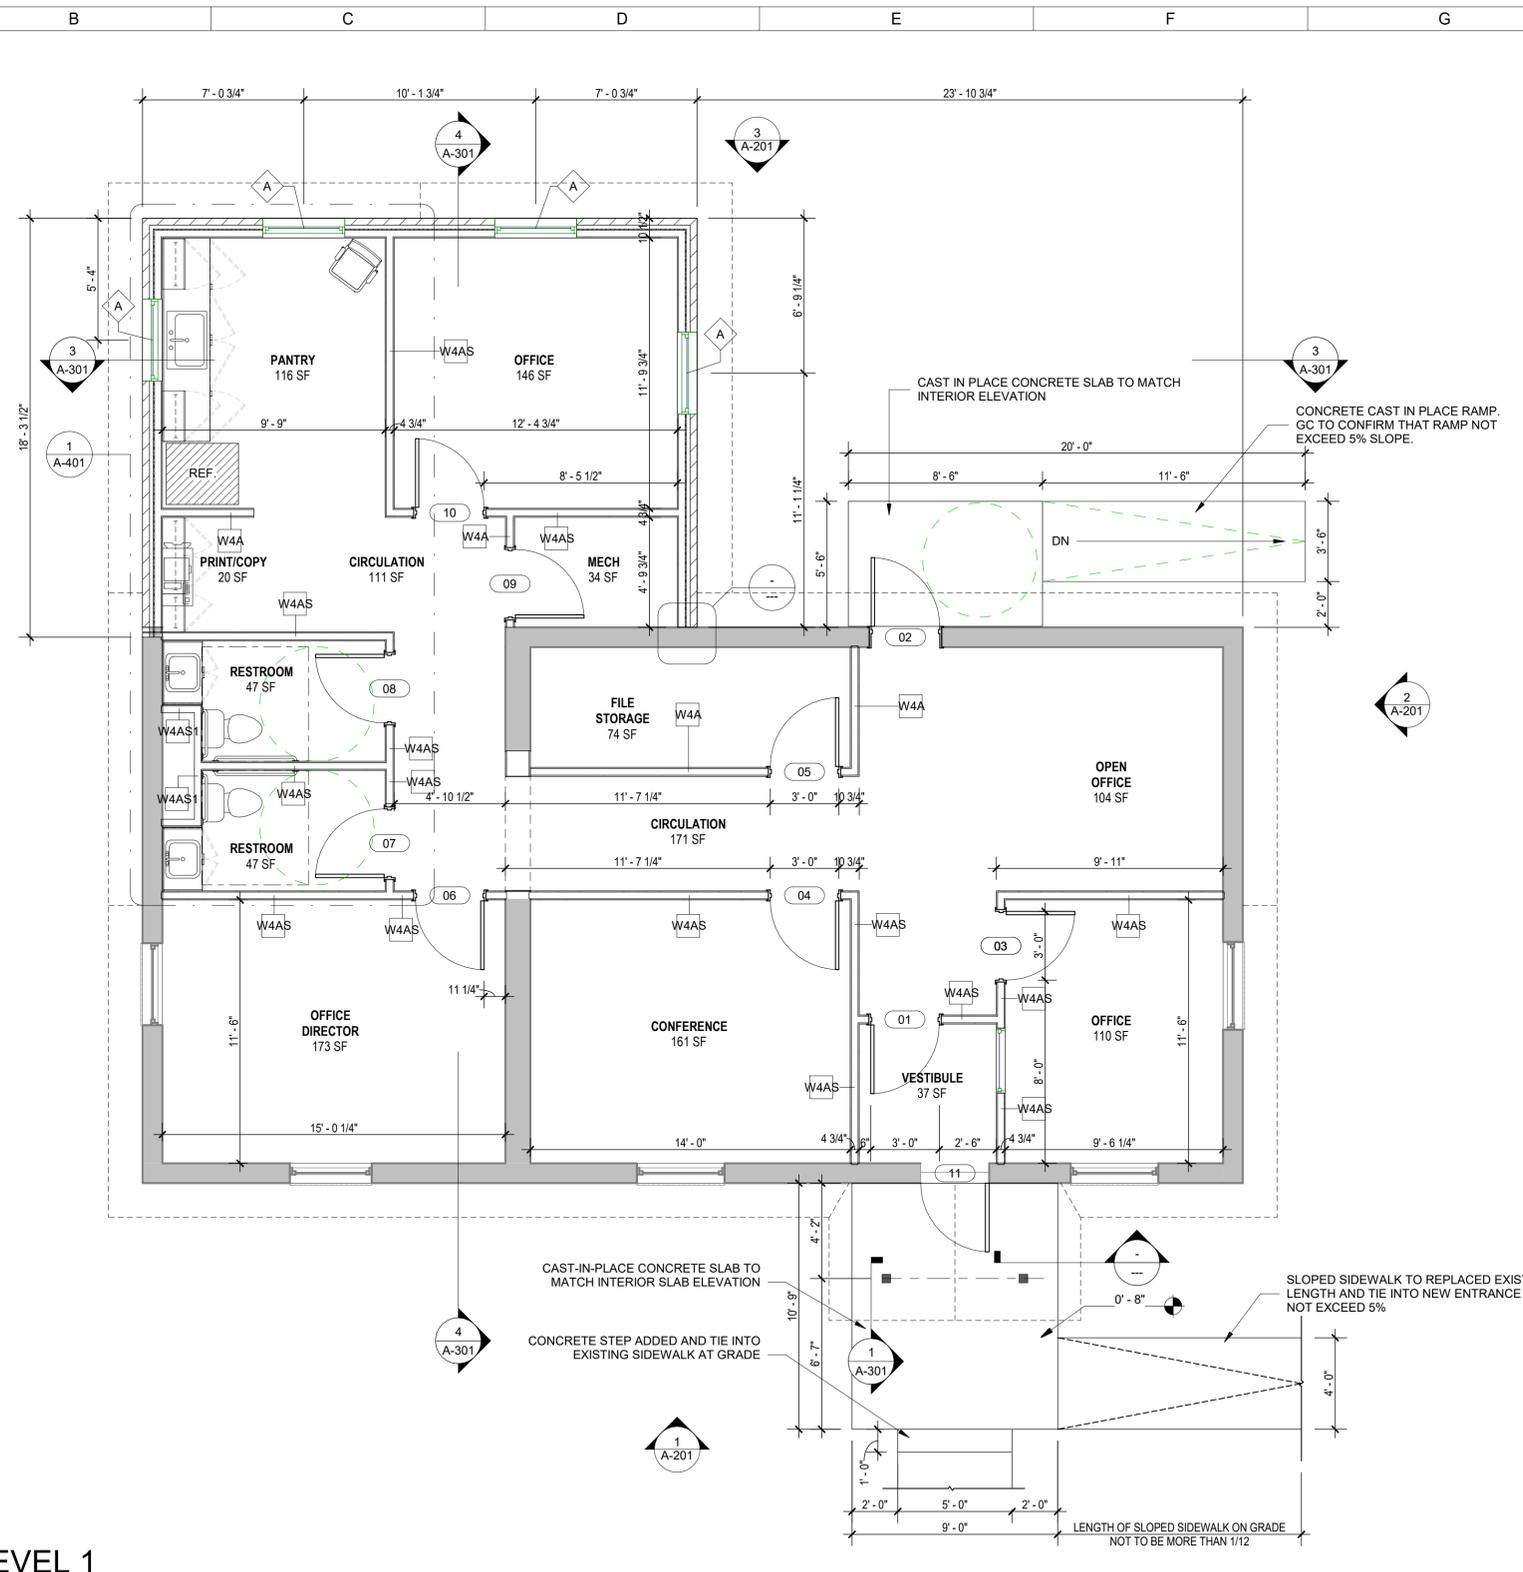 B
C
D
E
F
G
7' - 0 3/4"
10' - 1 3/4"
7' - 0 3/4"
23' - 10 3/4"
4
A-301
3
A-201
A
A
10 1/2"
5' - 4"
6' - 9 1/4"
A
A
3
A-301
W4AS
PANTRY
116 SF
OFFICE
146 SF
11' - 9 3/4"
3
A-301
CAST IN PLACE CONCRETE SLAB TO MATCH
INTERIOR ELEVATION
CONCRETE CAST IN PLACE RAMP.
GC TO CONFIRM THAT RAMP NOT
EXCEED 5% SLOPE.
18' - 3 1/2"
9' - 9"
4 3/4"
12' - 4 3/4"
1
A-401
20' - 0"
REF.
8' - 5 1/2"
8' - 6"
11' - 6"
11' - 1 1/4"
10
4 3/4"
W4A
W4A
W4AS
DN
3' - 6"
PRINT/COPY
20 SF
CIRCULATION
111 SF
MECH
34 SF
4' - 9 3/4"
5' - 6"
09
-
---
W4AS
2' - 0"
02
RESTROOM
47 SF
08
FILE
STORAGE
74 SF
W4A
W4A
2
A-201
W4AS1
W4AS
05
OPEN
OFFICE
104 SF
W4AS
W4AS1
W4AS
4' - 10 1/2"
11' - 7 1/4"
3' - 0"
10 3/4"
CIRCULATION
171 SF
07
RESTROOM
47 SF
11' - 7 1/4"
3' - 0"
10 3/4"
9' - 11"
06
04
W4AS
W4AS
W4AS
W4AS
W4AS
03
3' - 0"
11 1/4"
W4AS
W4AS
OFFICE
DIRECTOR
173 SF
11' - 6"
CONFERENCE
161 SF
01
OFFICE
110 SF
11' - 6"
W4AS
VESTIBULE
37 SF
8' - 0"
W4AS
15' - 0 1/4"
14' - 0"
4 3/4"
6"
3' - 0"
2' - 6"
4 3/4"
9' - 6 1/4"
11
4' - 2"
-
---
CAST-IN-PLACE CONCRETE SLAB TO
MATCH INTERIOR SLAB ELEVATION
10' - 9"
0' - 8"
SLOPED SIDEWALK TO REPLACED
LENGTH AND TIE INTO NEW ENTRANCE
NOT EXCEED 5%
4
A-301
CONCRETE STEP ADDED AND TIE INTO
EXISTING SIDEWALK AT GRADE
6' - 7"
1
A-301
4' - 0"
1
A-201
1' - 0"
2' - 0"
5' - 0"
2' - 0"
9' - 0"
LENGTH OF SLOPED SIDEWALK ON GRADE
NOT TO BE MORE THAN 1/12
EVEL 1